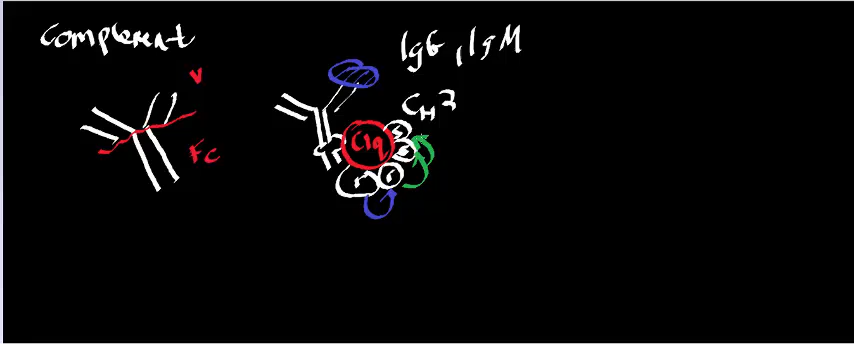 Complement
IgG, IgM
V
CH2
C1q
Fc
r r
s s